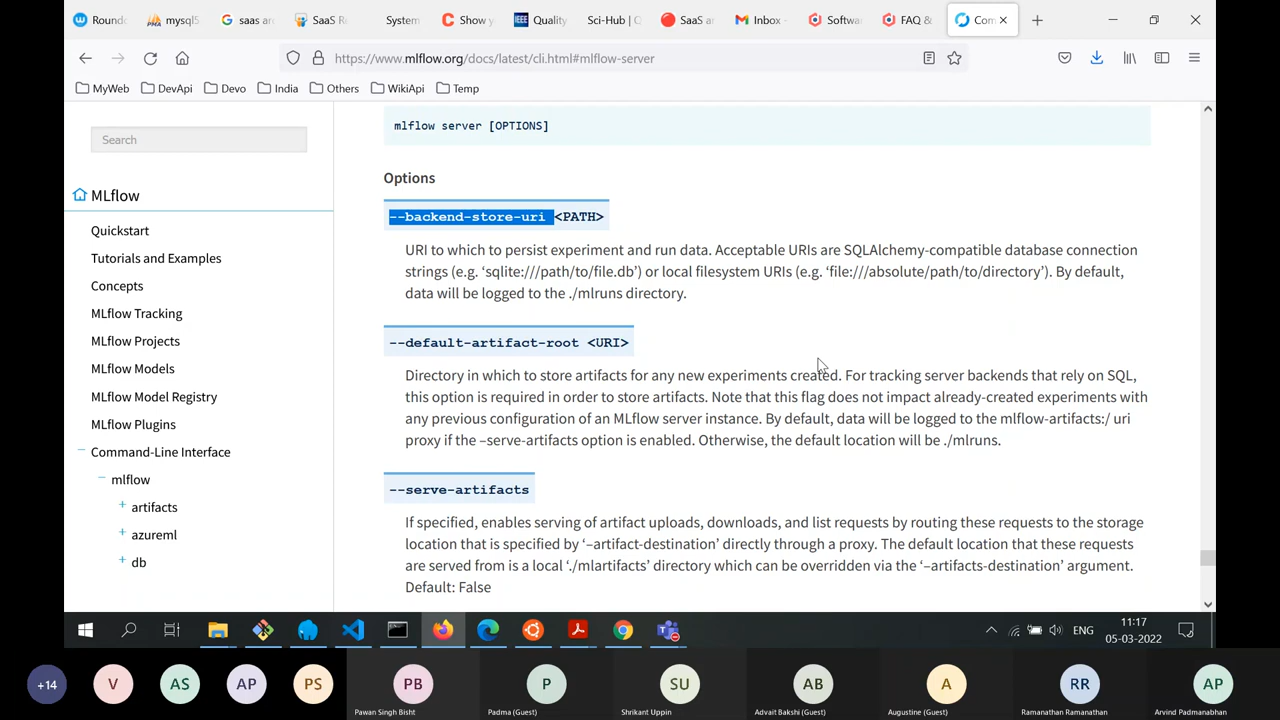 Roundc
mysql5
saas arc
SaaS Re
System
Show y
IEEE
Quality
Sci-Hub | C
SaaS ar
Inbox -
Softwar
FAQ &
Com
https://www.mlflow.org/docs/latest/cli.html#mlflow-server
MyWeb
DevApi
Devo
India
Others
WikiApi
Temp
Search
MLflow
Quickstart
Tutorials and Examples
Concepts
MLflow Tracking
MLflow Projects
MLflow Models
MLflow Model Registry
MLflow Plugins
Command-Line Interface
mlflow
artifacts
azureml
db
mlflow server [OPTIONS]
Options
--backend-store-uri <PATH>
URI to which to persist experiment and run data. Acceptable URIs are SQLAlchemy-compatible database connection
strings (e.g. ‘sqlite:///path/to/file.db’) or local filesystem URIs (e.g. ‘file:///absolute/path/to/directory’). By default,
data will be logged to the ./mlruns directory.
--default-artifact-root <URI>
Directory in which to store artifacts for any new experiments created. For tracking server backends that rely on SQL,
this option is required in order to store artifacts. Note that this flag does not impact already-created experiments with
any previous configuration of an MLflow server instance. By default, data will be logged to the mlflow-artifacts:/ uri
proxy if the –serve-artifacts option is enabled. Otherwise, the default location will be ./mlruns.
--serve-artifacts
If specified, enables serving of artifact uploads, downloads, and list requests by routing these requests to the storage
location that is specified by ‘–artifact-destination’ directly through a proxy. The default location that these requests
are served from is a local ‘./mlartifacts’ directory which can be overridden via the ‘–artifacts-destination’ argument.
Default: False
ENG
11:17
05-03-2022
+14
V
AS
AP
PS
PB
P
SU
AB
A
RR
AP
Pawan Singh Bisht
Padma (Guest)
Shrikant Uppin
Advait Bakshi (Guest)
Augustine (Guest)
Ramanathan Ramanathan
Arvind Padmanabhan